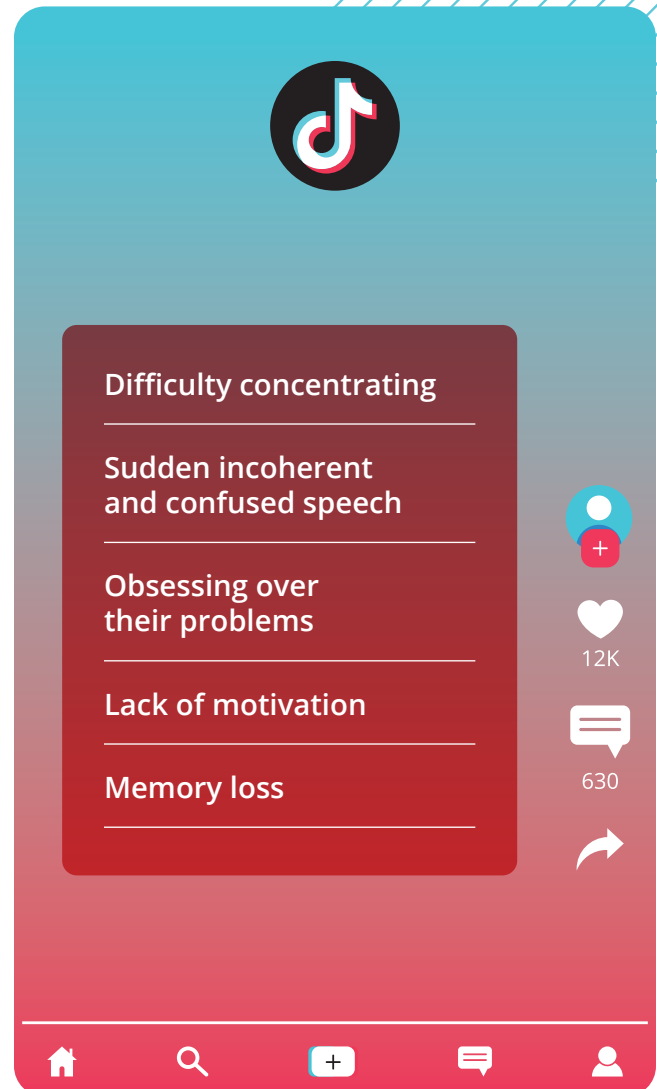 Difficulty concentrating
Sudden incoherent
and confused speech
Obsessing over
their problems
12K
Lack of motivation
630
Memory loss